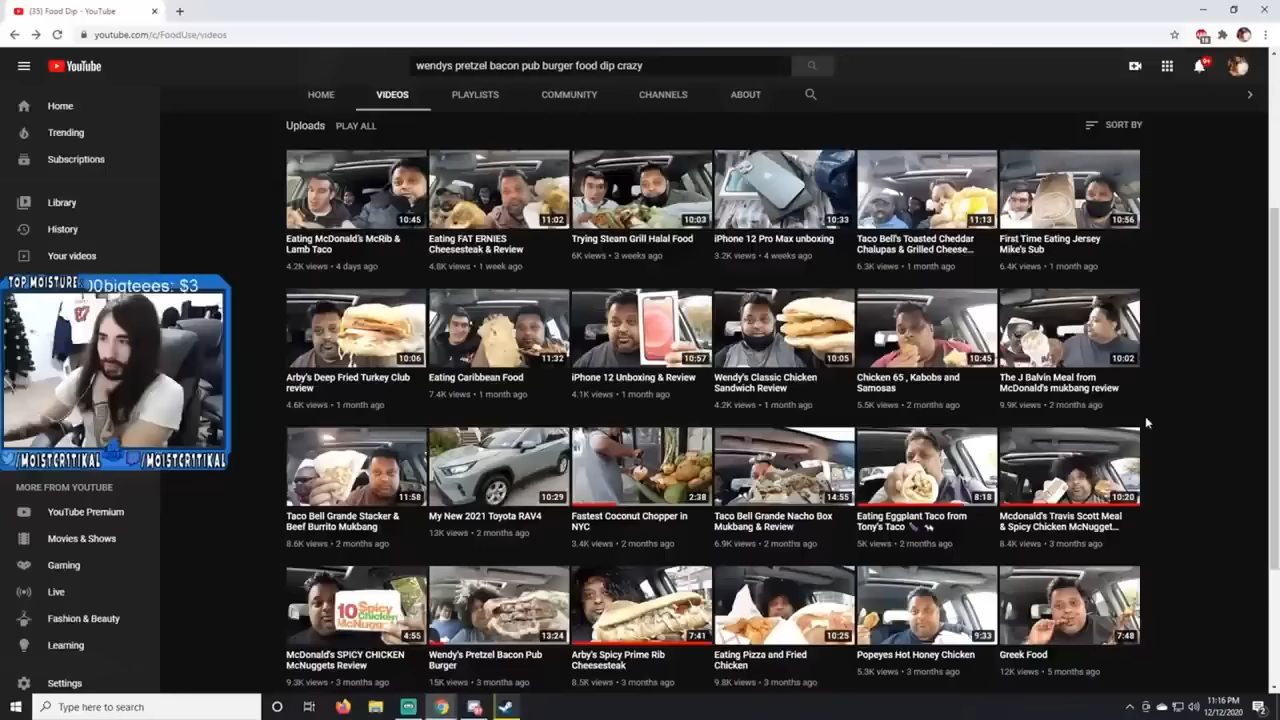 (35) Food Dip - YouTube
youtube.com/c/FoodUse/videos
YouTube
wendys pretzel bacon pub burger food dip crazy
9+
HOME VIDEOS PLAYLISTS COMMUNITY CHANNELS ABOUT
Uploads PLAY ALL
SORT BY
Home
Trending
Subscriptions
Library
History
Your videos
TOP MOISTURE
00bigteees: $3
/MOISTCR1TIKAL /MOISTCR1TIKAL
MORE FROM YOUTUBE
YouTube Premium
Movies & Shows
Gaming
Live
Fashion & Beauty
Learning
Settings
10:45 11:02 10:03 10:33 11:13 10:56
Eating McDonald's McRib &
Lamb Taco
4.2K views • 4 days ago
Eating FAT ERNIES
Cheesesteak & Review
4.8K views • 1 week ago
Trying Steam Grill Halal Food
6K views • 3 weeks ago
iPhone 12 Pro Max unboxing
3.2K views • 4 weeks ago
Taco Bell's Toasted Cheddar
Chalupas & Grilled Cheese...
6.3K views • 1 month ago
First Time Eating Jersey
Mike's Sub
6.4K views • 1 month ago
10:06 11:32 10:57 10:05 10:45 10:02
Arby's Deep Fried Turkey Club
review
4.6K views • 1 month ago
Eating Caribbean Food
7.4K views • 1 month ago
iPhone 12 Unboxing & Review
4.1K views • 1 month ago
Wendy's Classic Chicken
Sandwich Review
4.2K views • 1 month ago
Chicken 65 , Kabobs and
Samosas
5.5K views • 2 months ago
The J Balvin Meal from
McDonald's mukbang review
9.9K views • 2 months ago
11:58 10:29 2:38 14:55 8:18 10:20
Taco Bell Grande Stacker &
Beef Burrito Mukbang
8.6K views • 2 months ago
My New 2021 Toyota RAV4
13K views • 2 months ago
Fastest Coconut Chopper in
NYC
3.4K views • 2 months ago
Taco Bell Grande Nacho Box
Mukbang & Review
6.9K views • 2 months ago
Eating Eggplant Taco from
Tony's Taco
5K views • 2 months ago
Mcdonald's Travis Scott Meal
& Spicy Chicken McNugget...
8.4K views • 3 months ago
10 Spicy
Chicken
McNugg
4:55 13:24 7:41 10:25 9:33 7:48
McDonald's SPICY CHICKEN
McNuggets Review
9.3K views • 3 months ago
Wendy's Pretzel Bacon Pub
Burger
15K views • 3 months ago
Arby's Spicy Prime Rib
Cheesesteak
8.5K views • 3 months ago
Eating Pizza and Fried
Chicken
9.8K views • 3 months ago
Popeyes Hot Honey Chicken
5.3K views • 3 months ago
Greek Food
12K views • 5 months ago
Type here to search
11:16 PM
12/12/2020
2